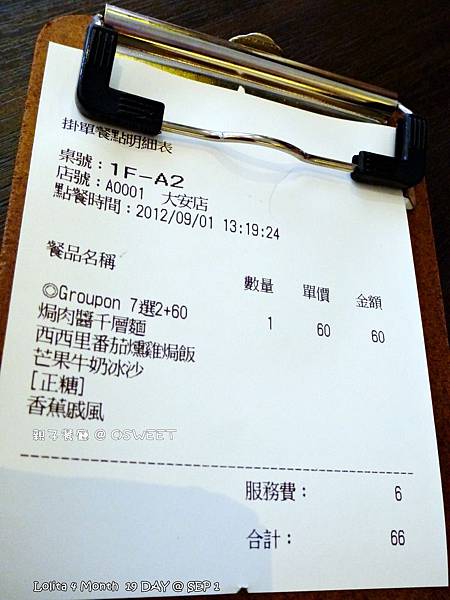 掛單餐點明細表
桌號：1F-A2
店號：A0001 大安店
點餐時間：2012/09/01 13:19:24
餐品名稱 數量 單價 金額
◎Groupon 7選2+60 1 60 60
焗肉醬千層麵
西西里番茄燻雞焗飯
芒果牛奶冰沙
[正糖]
香蕉戚風
親子餐廳 @ OSWEET
服務費： 6
合計： 66
Lolita 4 Month 19 DAY @ SEP 1